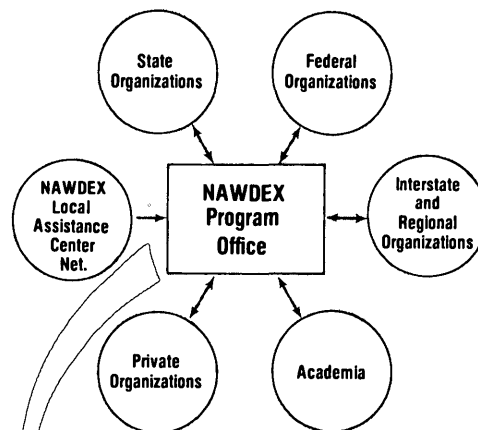 State
Organizations
Federal
Organizations
NAWDEX
Local
Assistance
Center
Net.
NAWDEX
Program
Office
Interstate
and
Regional
Organizations
Private
Organizations
Academia